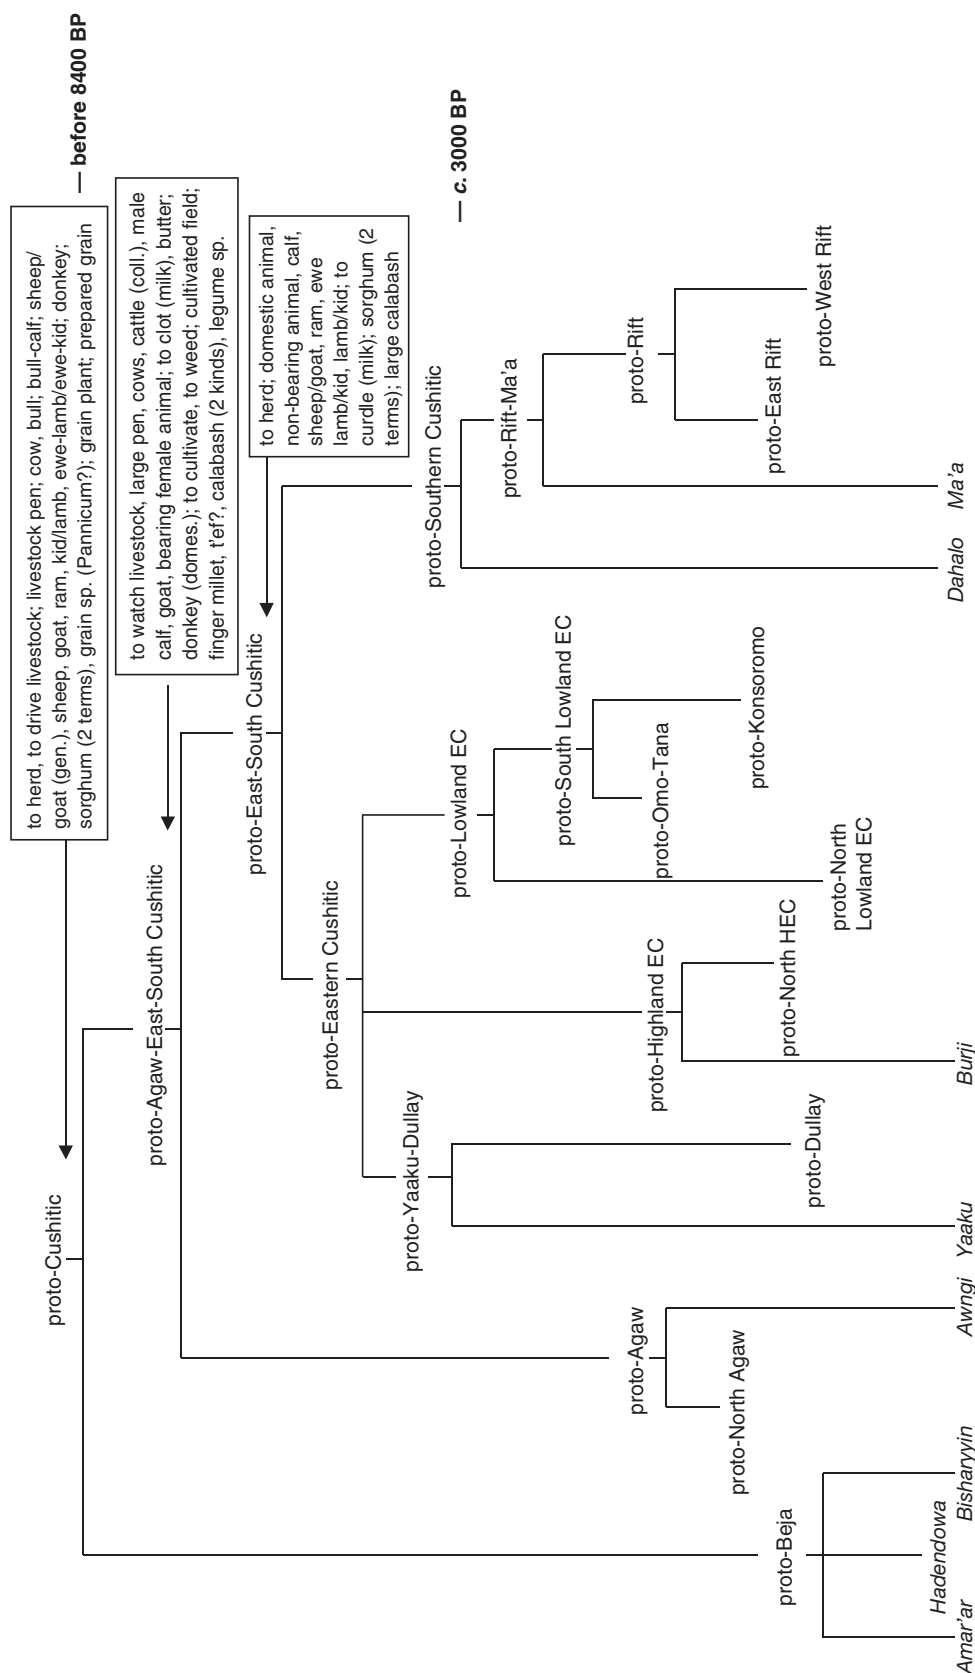 to herd, to drive livestock; livestock pen; cow, bull; bull-calf; sheep/
goat (gen.), sheep, goat, ram, kid/lamb, ewe-lamb/ewe-kid; donkey;
sorghum (2 terms), grain sp. (Pannicum?); grain plant; prepared grain
— before 8400 BP
proto-Cushitic
to watch livestock, large pen, cows, cattle (coll.), male
calf, goat, bearing female animal; to clot (milk), butter;
donkey (domes.); to cultivate, to weed; cultivated field;
finger millet, t'ef?, calabash (2 kinds), legume sp.
proto-Agaw-East-South Cushitic
to herd; domestic animal,
non-bearing animal, calf,
sheep/goat, ram, ewe
lamb/kid, lamb/kid; to
curdle (milk); sorghum (2
terms); large calabash
proto-East-South Cushitic
— c. 3000 BP
proto-Eastern Cushitic
proto-Southern Cushitic
proto-Yaaku-Dullay
proto-Lowland EC
proto-Rift-Ma'a
proto-South Lowland EC
proto-Agaw
proto-Highland EC
proto-Omo-Tana
proto-Rift
proto-North Agaw
proto-Konsoromo
proto-East Rift
proto-Beja
proto-Dullay
proto-North HEC
proto-North
Lowland EC
proto-West Rift
Amar'ar
Hadendowa
Bisharyyin
Awngi
Yaaku
Burji
Dahalo
Ma'a